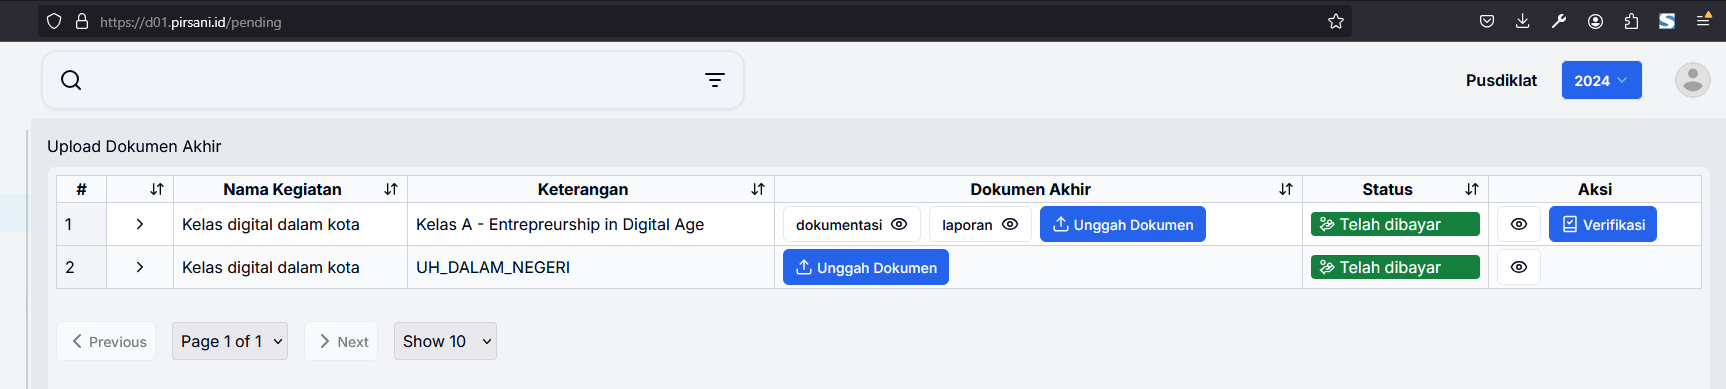 https://d01.pirsani.id/pending
Pusdiklat 2024
Upload Dokumen Akhir
# Nama Kegiatan Keterangan Dokumen Akhir Status Aksi
1 Kelas digital dalam kota Kelas A - Entrepreurship in Digital Age dokumentasi laporan Unggah Dokumen Telah dibayar Verifikasi
2 Kelas digital dalam kota UH_DALAM_NEGERI Unggah Dokumen Telah dibayar
Previous Page 1 of 1 Next Show 10